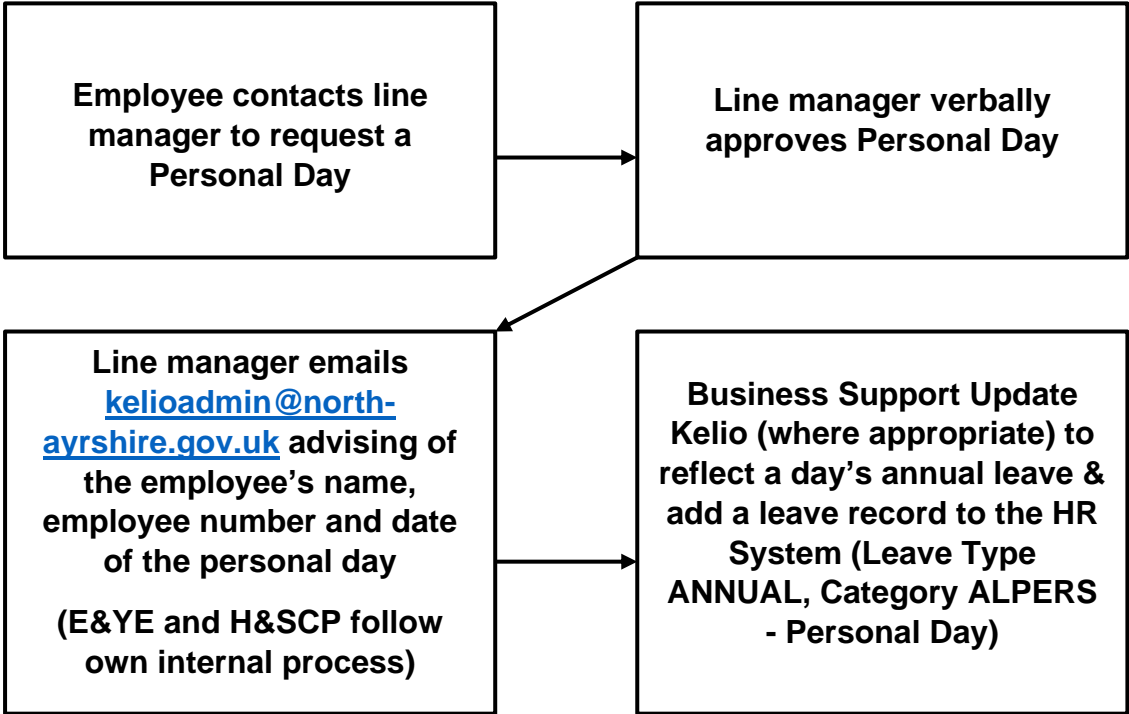 Employee contacts line
manager to request a
Personal Day
Line manager verbally
approves Personal Day
Line manager emails
kelioadmin@north-
ayrshire.gov.uk advising of
the employee’s name,
employee number and date
of the personal day
(E&YE and H&SCP follow
own internal process)
Business Support Update
Kelio (where appropriate) to
reflect a day’s annual leave &
add a leave record to the HR
System (Leave Type
ANNUAL, Category ALPERS
- Personal Day)